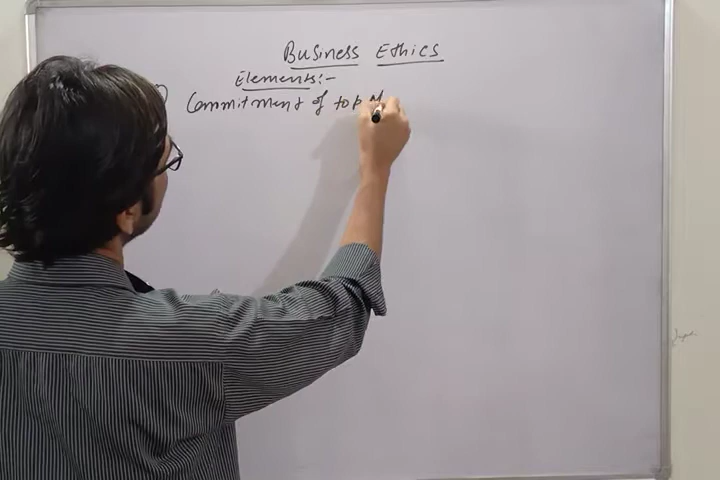 Business Ethics
Elements:-
Commitment of top M